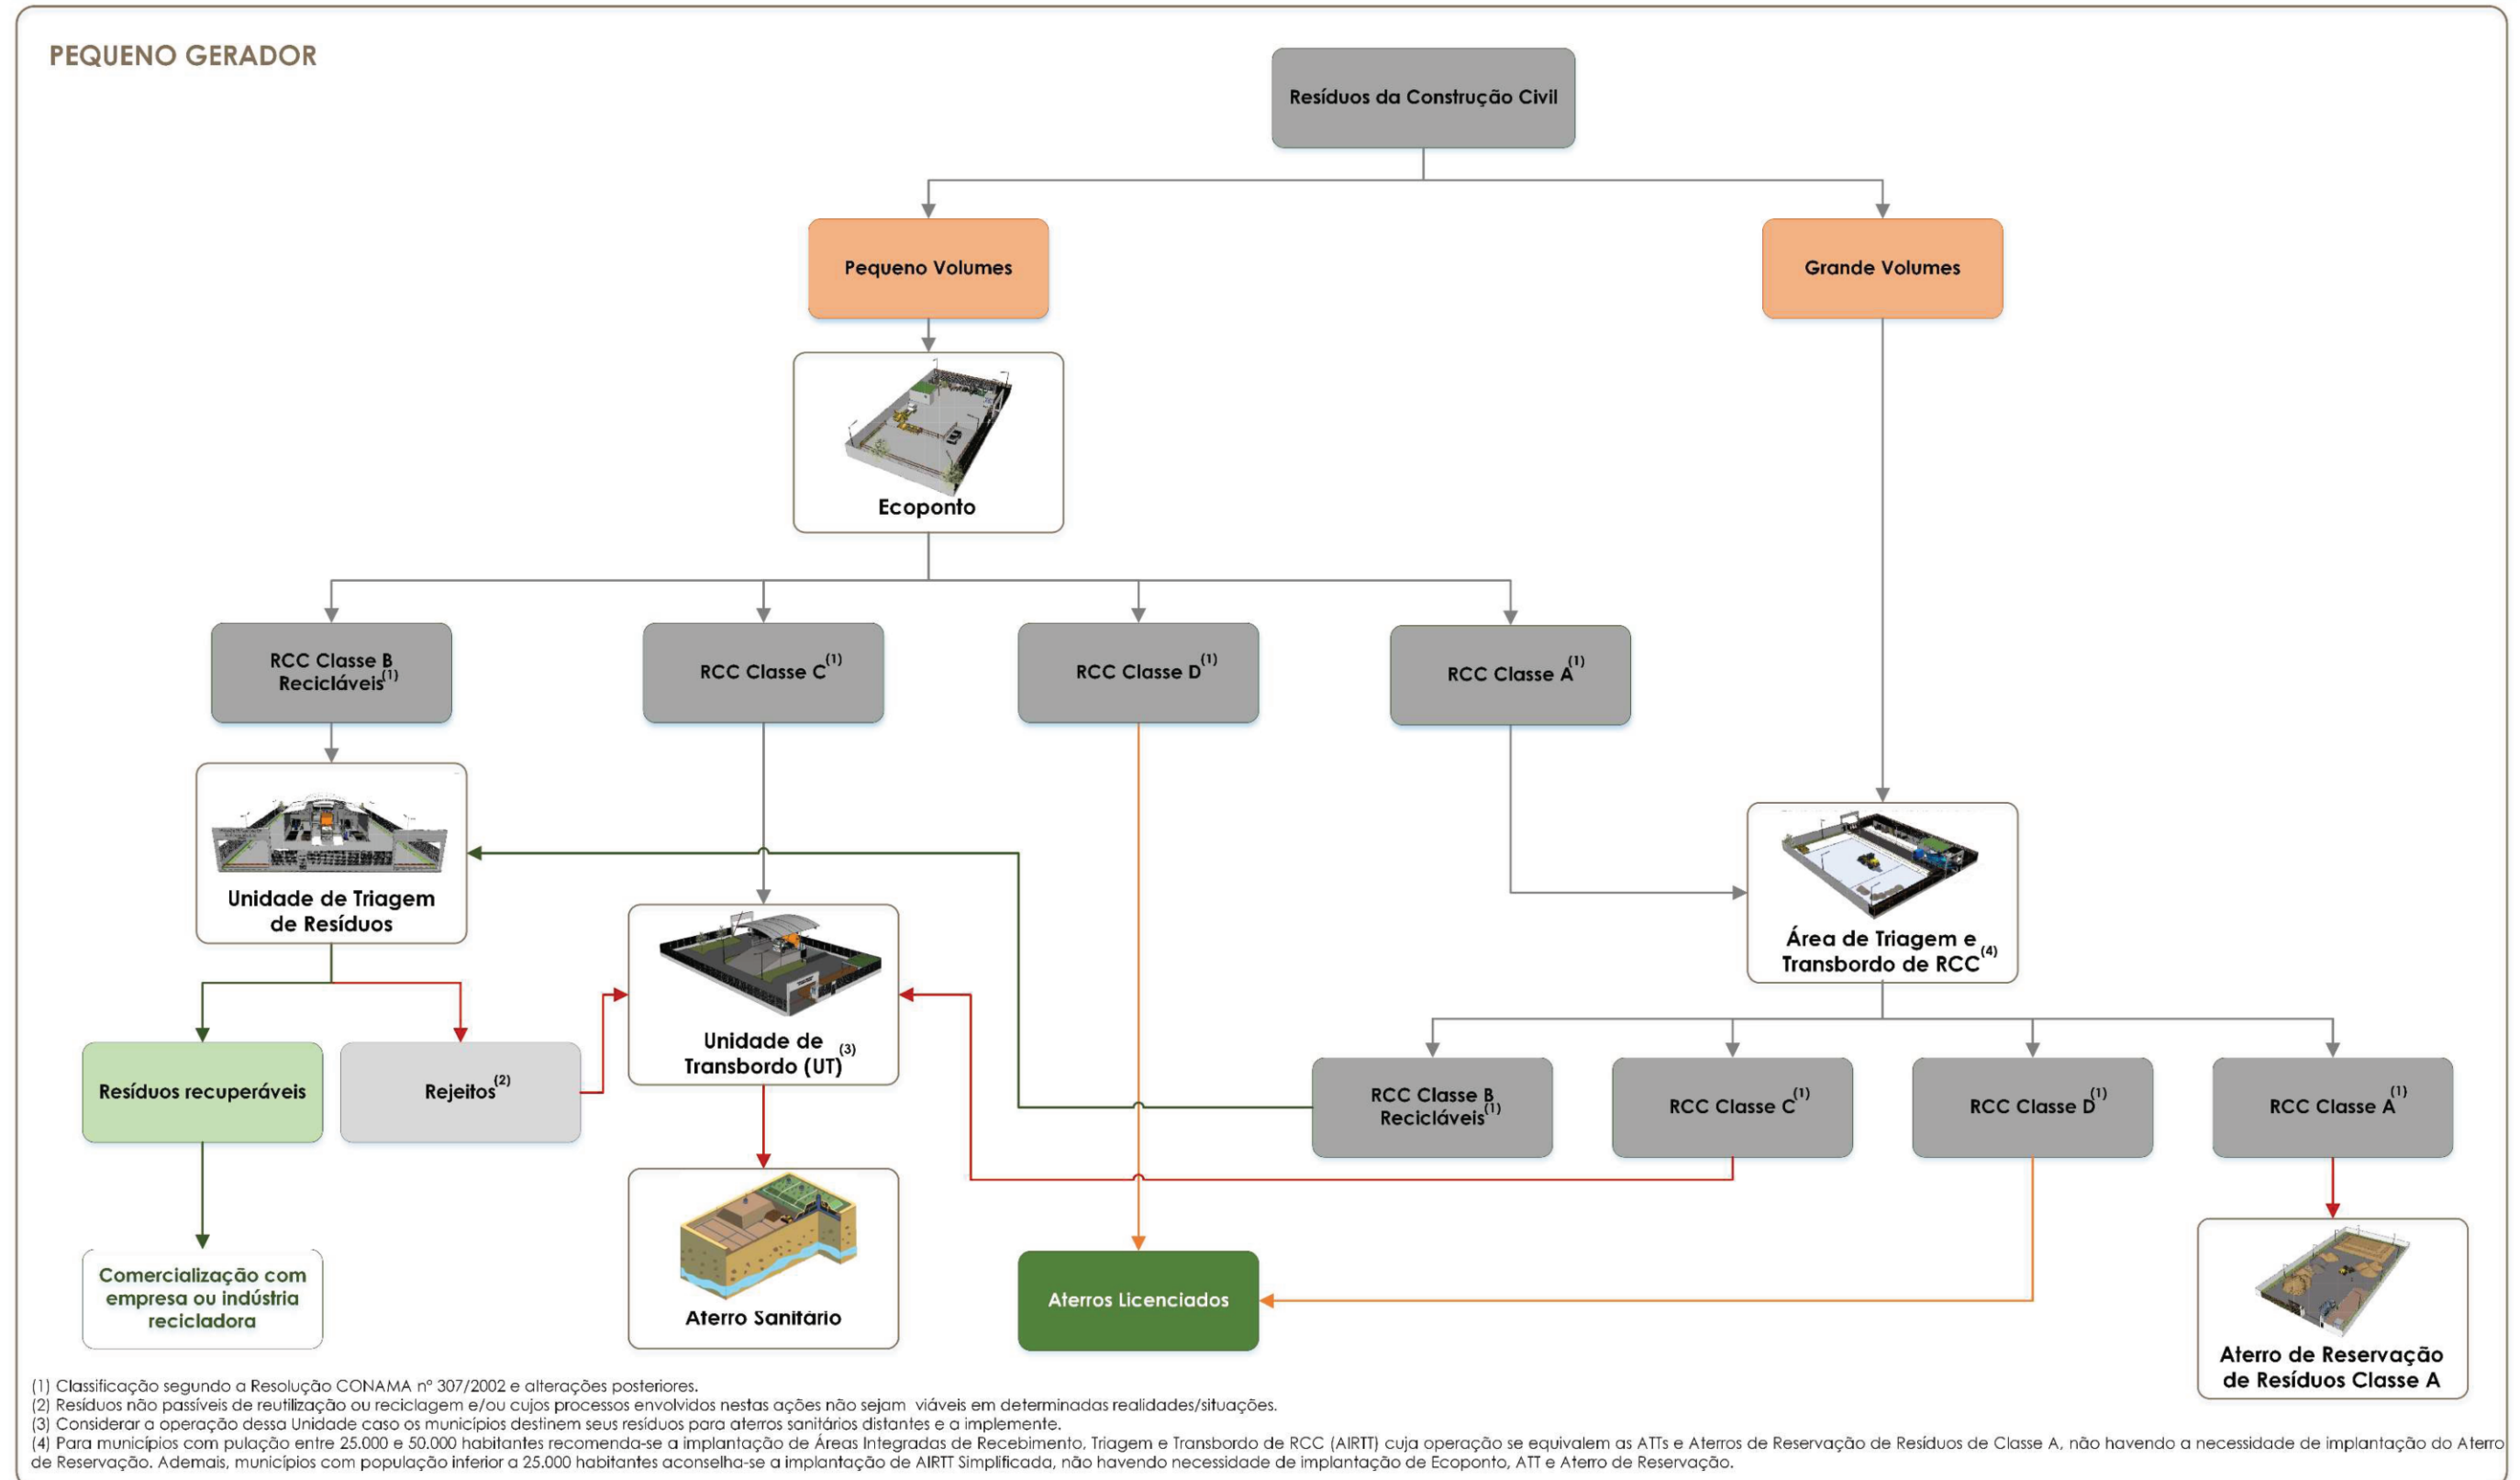 PEQUENO GERADOR
Resíduos da Construção Civil
Pequeno Volumes
Grande Volumes
Ecoponto
RCC Classe B
Recicláveis(1)
RCC Classe C(1)
RCC Classe D(1)
RCC Classe A(1)
Unidade de Triagem
de Resíduos
Unidade de
Transbordo (UT)(3)
Área de Triagem e
Transbordo de RCC(4)
Resíduos recuperáveis
Rejeitos(2)
RCC Classe B
Recicláveis(1)
RCC Classe C(1)
RCC Classe D(1)
RCC Classe A(1)
Comercialização com
empresa ou indústria
recicladora
Aterro Sanitário
Aterros Licenciados
Aterro de Reservação
de Resíduos Classe A
(1) Classificação segundo a Resolução CONAMA nº 307/2002 e alterações posteriores.
(2) Resíduos não passíveis de reutilização ou reciclagem e/ou cujos processos envolvidos nestas ações não sejam viáveis em determinadas realidades/situações.
(3) Considerar a operação dessa Unidade caso os municípios destinem seus resíduos para aterros sanitários distantes e a implemente.
(4) Para municípios com pulação entre 25.000 e 50.000 habitantes recomenda-se a implantação de Áreas Integradas de Recebimento, Triagem e Transbordo de RCC (AIRTT) cuja operação se equivalem as ATTs e Aterros de Reservação de Resíduos de Classe A, não havendo a necessidade de implantação do Aterro
de Reservação. Ademais, municípios com população inferior a 25.000 habitantes aconselha-se a implantação de AIRTT Simplificada, não havendo necessidade de implantação de Ecoponto, ATT e Aterro de Reservação.